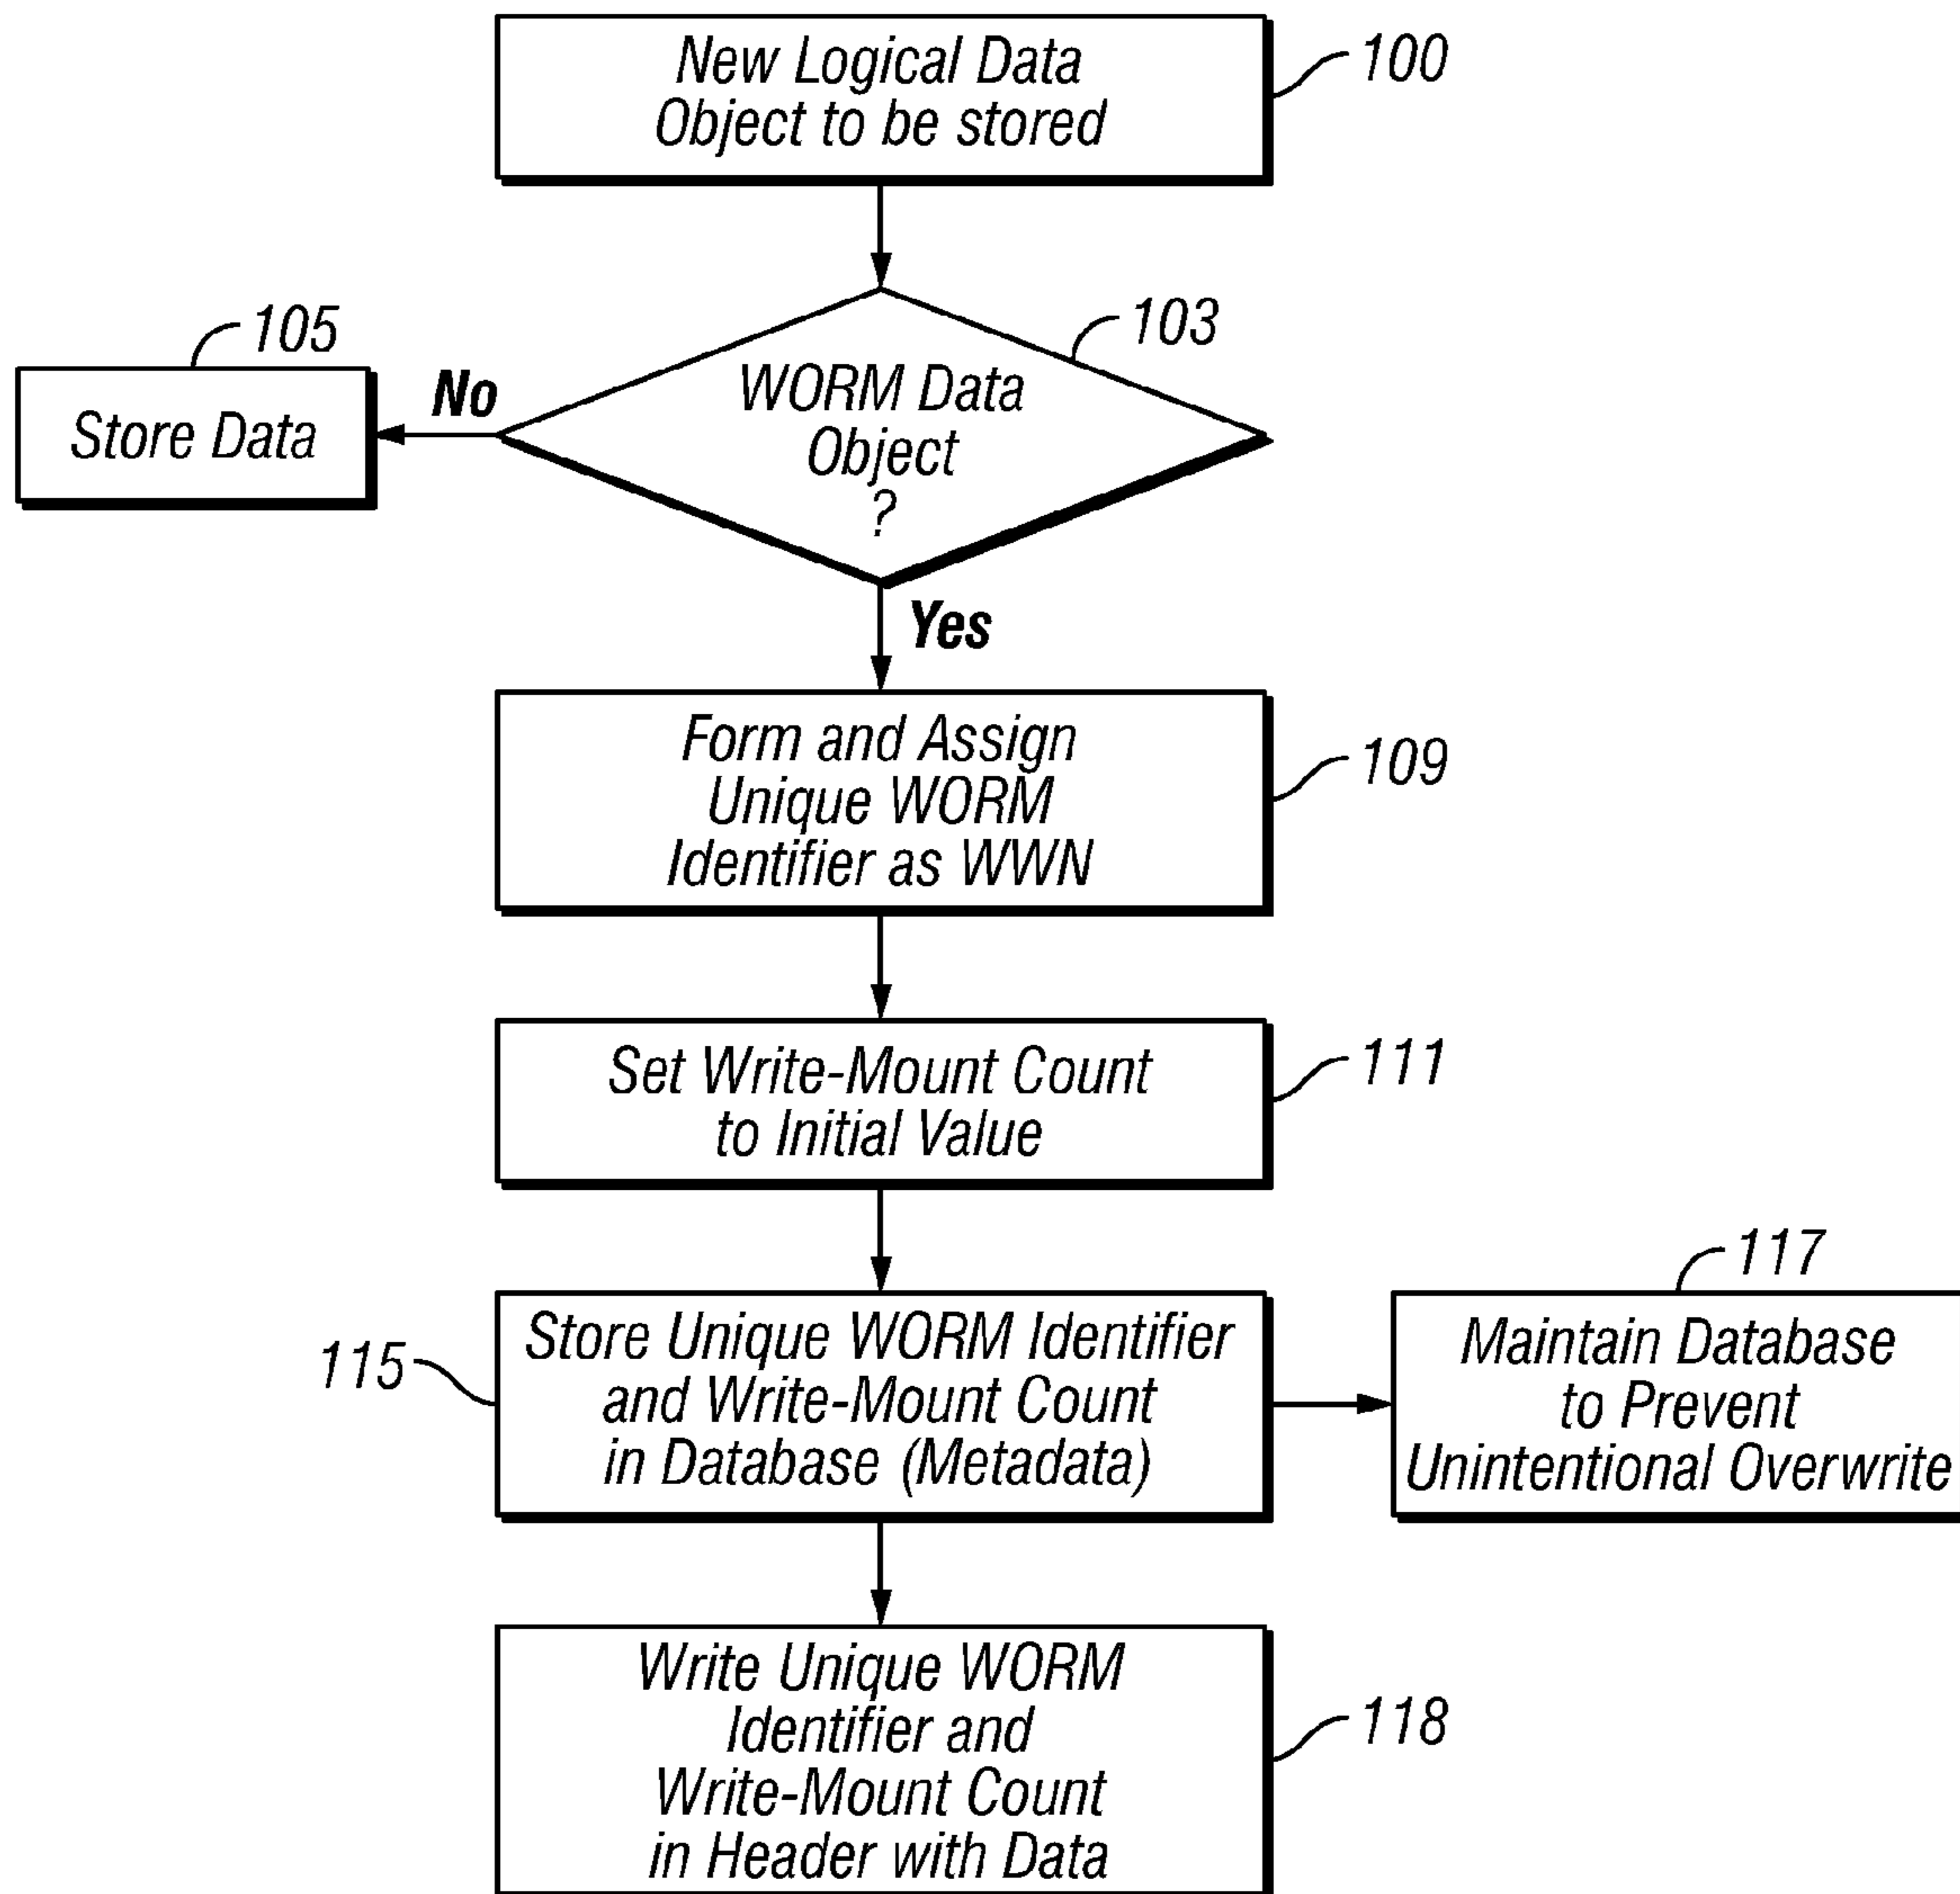 New Logical Data
Object to be stored
100
103
WORM Data
Object
?
105
Store Data
No
Yes
Form and Assign
Unique WORM
Identifier as WWN
109
Set Write-Mount Count
to Initial Value
111
115
Store Unique WORM Identifier
and Write-Mount Count
in Database (Metadata)
117
Maintain Database
to Prevent
Unintentional Overwrite
Write Unique WORM
Identifier and
Write-Mount Count
in Header with Data
118